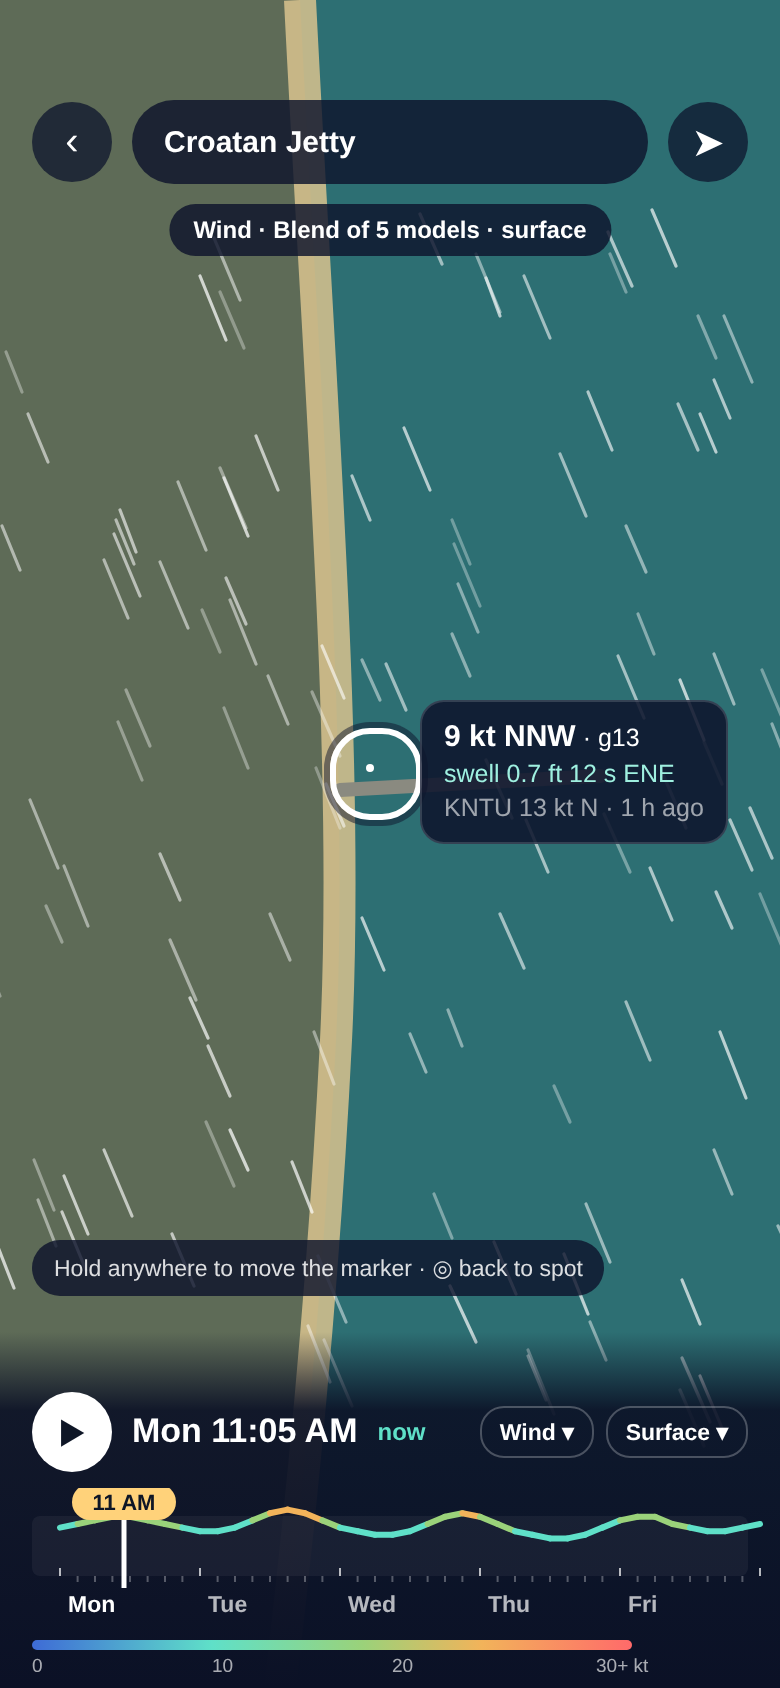 ‹ Croatan Jetty ➤
Wind · Blend of 5 models · surface
9 kt NNW · g13
swell 0.7 ft 12 s ENE
KNTU 13 kt N · 1 h ago
Hold anywhere to move the marker · ◎ back to spot
Mon 11:05 AM now Wind ▾ Surface ▾
11 AM
Mon Tue Wed Thu Fri
0 10 20 30+ kt